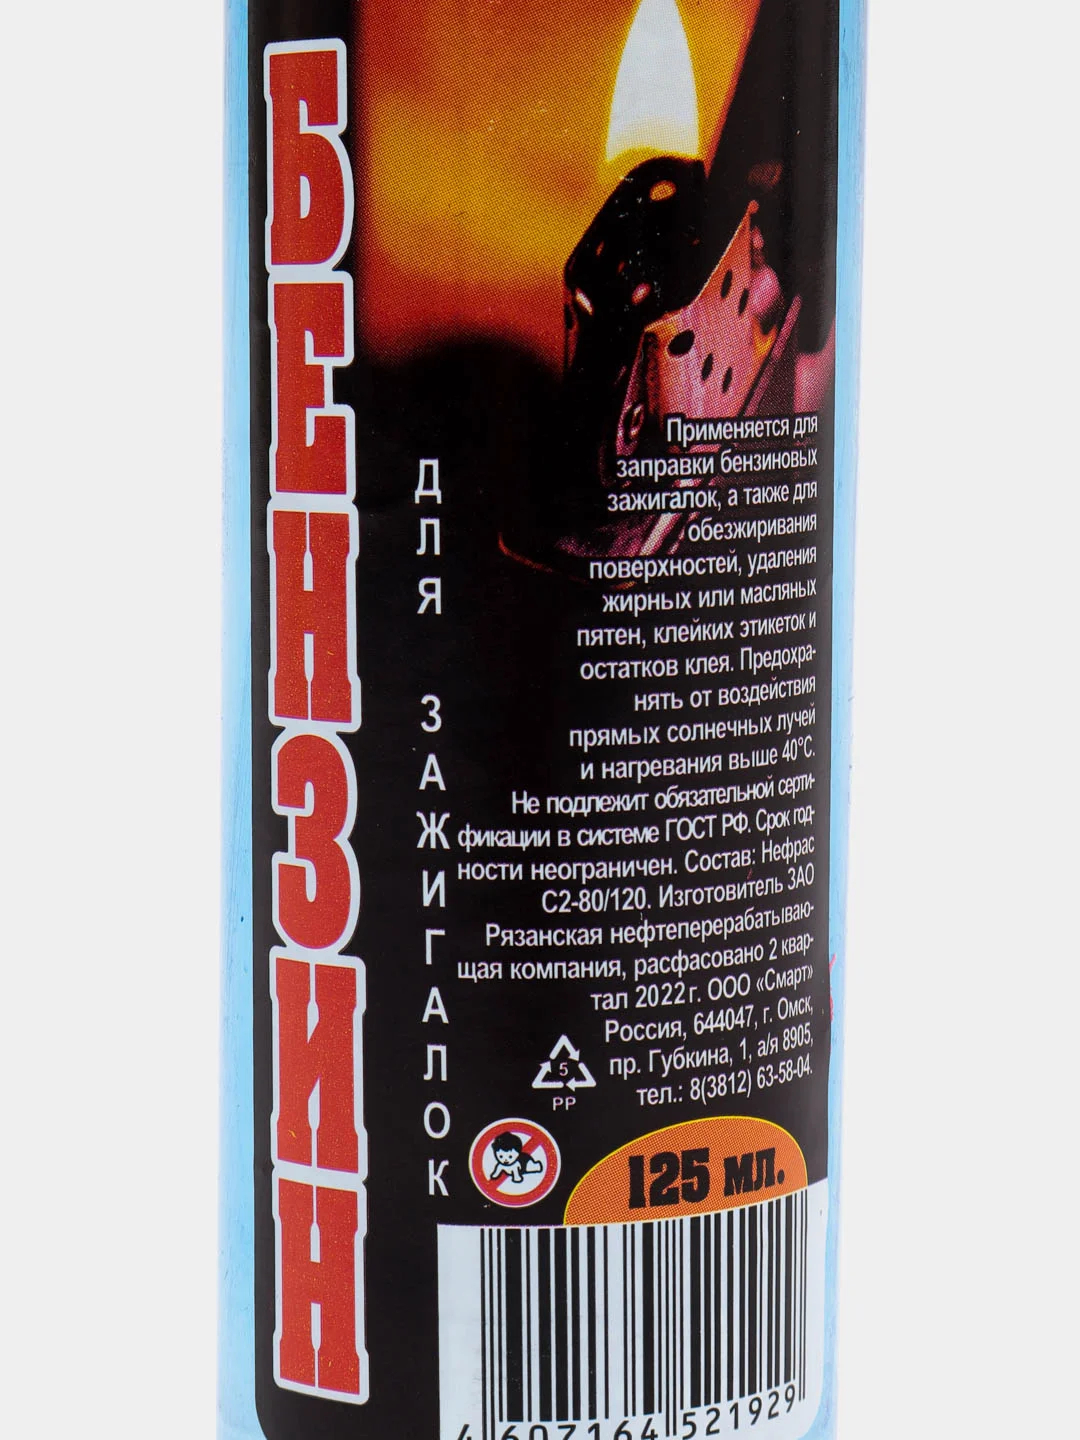 БЕНЗИН
ДЛЯ ЗАЖИГАЛОК
Применяется для
заправки бензиновых
зажигалок, а также для
обезжиривания
поверхностей, удаления
жирных или масляных
пятен, клейких этикеток и
остатков клея. Предохра-
нять от воздействия
прямых солнечных лучей
и нагревания выше 40°С.
Не подлежит обязательной серти-
фикации в системе ГОСТ РФ. Срок год-
ности неограничен. Состав: Нефрас
С2-80/120. Изготовитель ЗАО
Рязанская нефтеперерабатываю-
щая компания, расфасовано 2 квар-
тал 2022 г. ООО «Смарт»
Россия, 644047, г. Омск,
пр. Губкина, 1, а/я 8905,
тел.: 8(3812) 63-58-04.
5
PP
125 мл.
4 607164 521929